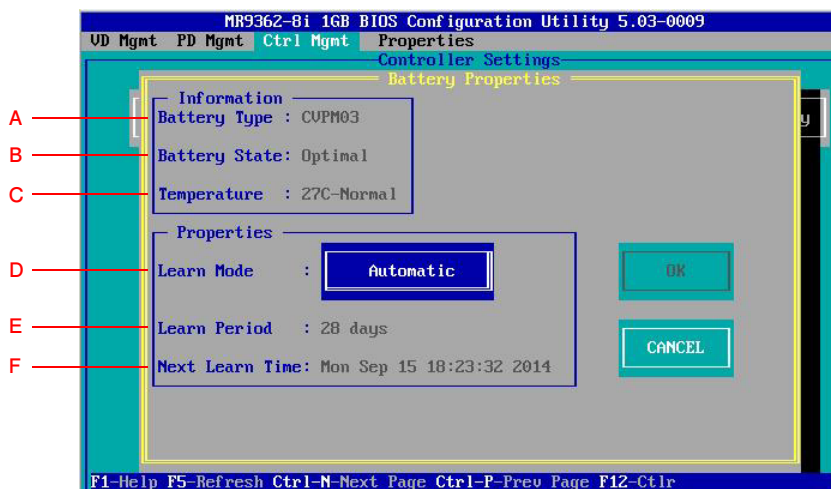 MR9362-8i 1GB BIOS Configuration Utility 5.03-0009
VD Mgmt PD Mgmt Ctrl Mgmt Properties
Controller Settings
Battery Properties
Information
A Battery Type : CVPM03
y
B Battery State: Optimal
C Temperature : 27C-Normal
Properties
D Learn Mode : Automatic
OK
E Learn Period : 28 days
CANCEL
F Next Learn Time: Mon Sep 15 18:23:32 2014
F1-Help F5-Refresh Ctrl-N-Next Page Ctrl-P-Prev Page F12-Ctlr